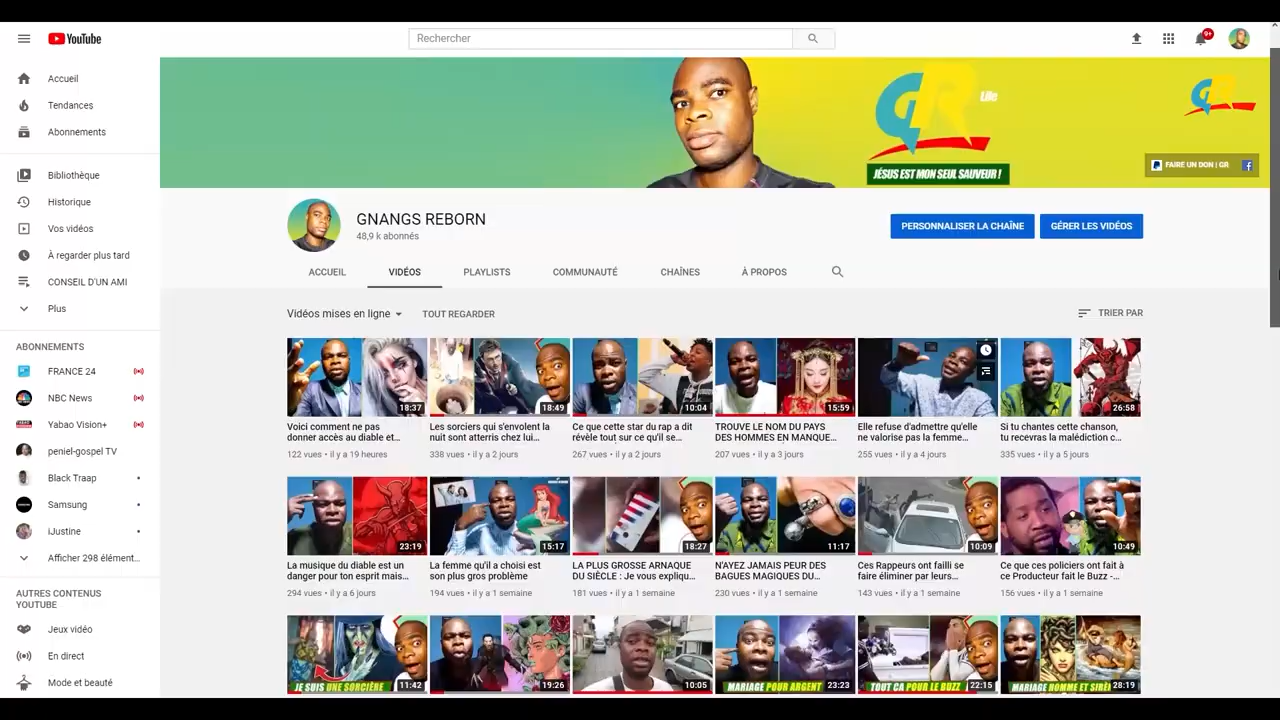 YouTube
Rechercher
9+
Accueil
Tendances
Abonnements
Bibliothèque
Historique
Vos vidéos
À regarder plus tard
CONSEIL D'UN AMI
Plus
ABONNEMENTS
FRANCE 24
NBC News
Yabao Vision+
peniel-gospel TV
Black Traap
Samsung
iJustine
Afficher 298 élément...
AUTRES CONTENUS
YOUTUBE
Jeux vidéo
En direct
Mode et beauté
GR
JÉSUS EST MON SEUL SAUVEUR !
GR
FAIRE UN DON | GR
GNANGS REBORN
48,9 k abonnés
PERSONNALISER LA CHAÎNE
GÉRER LES VIDÉOS
ACCUEIL
VIDÉOS
PLAYLISTS
COMMUNAUTÉ
CHAÎNES
À PROPOS
Vidéos mises en ligne
TOUT REGARDER
TRIER PAR
18:37
Voici comment ne pas
donner accès au diable et...
122 vues • il y a 19 heures
18:49
Les sorciers qui s'envolent la
nuit sont atterris chez lui...
338 vues • il y a 2 jours
10:04
Ce que cette star du rap a dit
révèle tout sur ce qu'il se...
267 vues • il y a 2 jours
15:59
TROUVE LE NOM DU PAYS
DES HOMMES EN MANQUE...
207 vues • il y a 3 jours
Elle refuse d'admettre qu'elle
ne valorise pas la femme...
255 vues • il y a 4 jours
26:58
Si tu chantes cette chanson,
tu recevras la malédiction c...
335 vues • il y a 5 jours
23:19
La musique du diable est un
danger pour ton esprit mais...
294 vues • il y a 6 jours
15:17
La femme qu'il a choisi est
son plus gros problème
194 vues • il y a 1 semaine
18:27
LA PLUS GROSSE ARNAQUE
DU SIÈCLE : Je vous expliqu...
181 vues • il y a 1 semaine
11:17
N'AYEZ JAMAIS PEUR DES
BAGUES MAGIQUES DU...
230 vues • il y a 1 semaine
10:09
Ces Rappeurs ont failli se
faire éliminer par leurs...
143 vues • il y a 1 semaine
10:49
Ce que ces policiers ont fait à
ce Producteur fait le Buzz -...
156 vues • il y a 1 semaine
JE SUIS UNE SORCIÈRE
11:42
19:26
10:05
MARIAGE POUR ARGENT
23:23
TOUT ÇA POUR LE BUZZ
22:15
MARIAGE HOMME ET SIRÈ
28:19